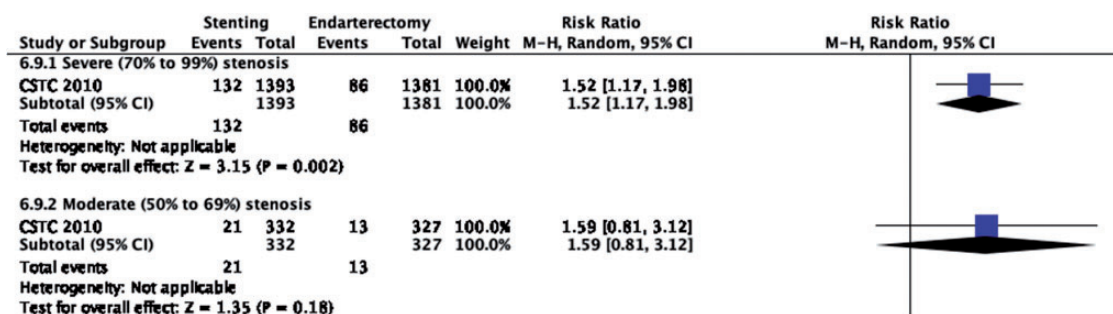 Stenting Endarterectomy Risk Ratio Risk Ratio
Study or Subgroup Events Total Events Total Weight M-H, Random, 95% CI M-H, Random, 95% CI
6.9.1 Severe (70% to 99%) stenosis
CSTC 2010 132 1393 86 1381 100.0% 1.52 [1.17, 1.98]
Subtotal (95% CI) 1393 1381 100.0% 1.52 [1.17, 1.98]
Total events 132 86
Heterogeneity: Not applicable
Test for overall effect: Z = 3.15 (P = 0.002)
6.9.2 Moderate (50% to 69%) stenosis
CSTC 2010 21 332 13 327 100.0% 1.59 [0.81, 3.12]
Subtotal (95% CI) 332 327 100.0% 1.59 [0.81, 3.12]
Total events 21 13
Heterogeneity: Not applicable
Test for overall effect: Z = 1.35 (P = 0.18)